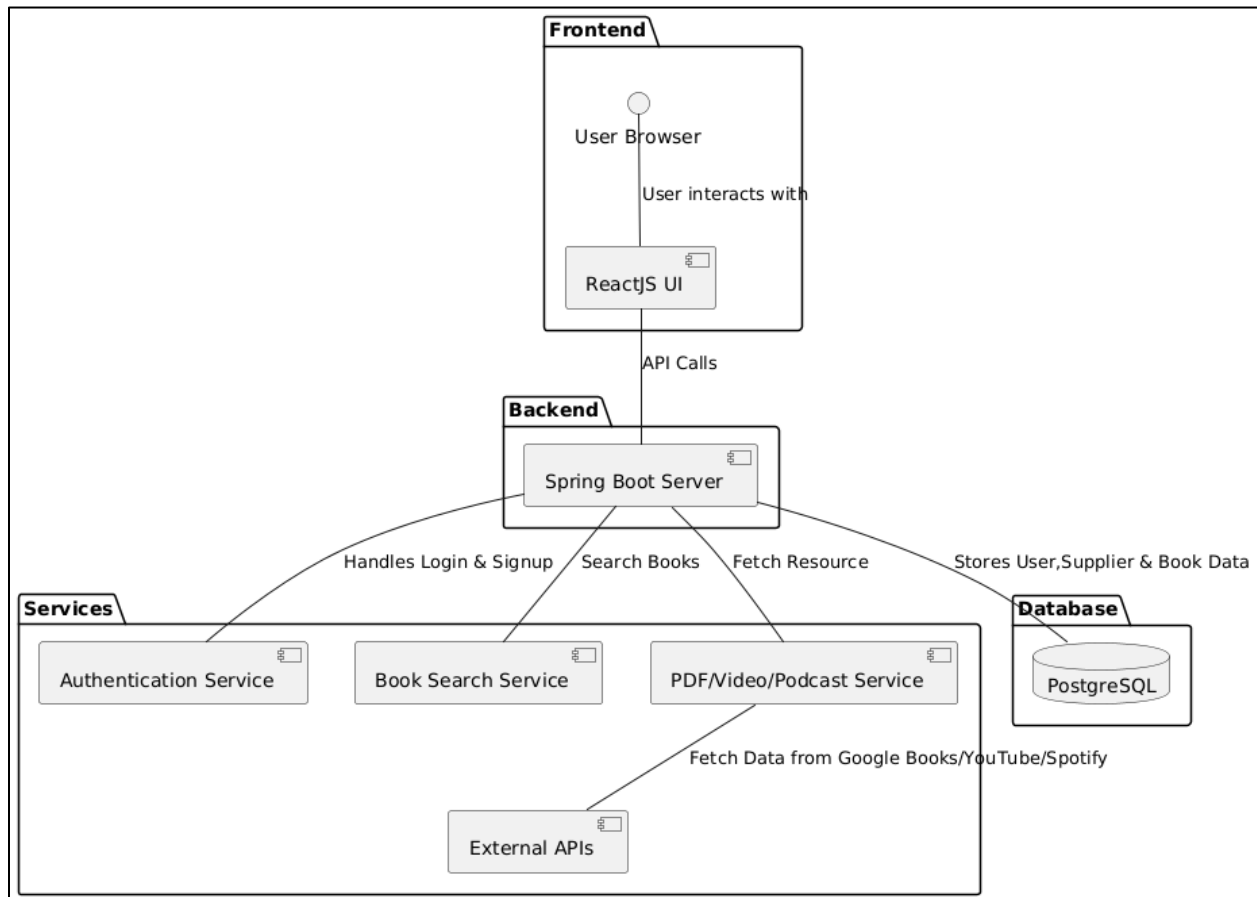 Frontend
User Browser
User interacts with
ReactJS UI
API Calls
Backend
Spring Boot Server
Handles Login & Signup
Search Books
Fetch Resource
Stores User,Supplier & Book Data
Services
Database
Authentication Service
Book Search Service
PDF/Video/Podcast Service
PostgreSQL
Fetch Data from Google Books/YouTube/Spotify
External APIs